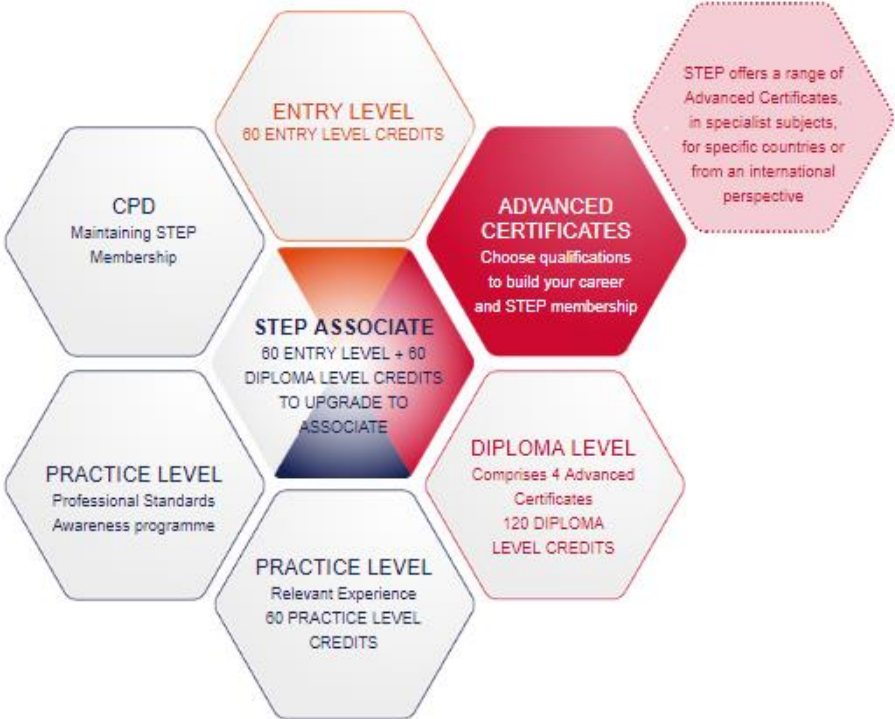 ENTRY LEVEL
60 ENTRY LEVEL CREDITS
STEP offers a range of
Advanced Certificates,
in specialist subjects,
for specific countries or
from an international
perspective
CPD
Maintaining STEP
Membership
ADVANCED
CERTIFICATES
Choose qualifications
to build your career
and STEP membership
STEP ASSOCIATE
60 ENTRY LEVEL + 60
DIPLOMA LEVEL CREDITS
TO UPGRADE TO
ASSOCIATE
PRACTICE LEVEL
Professional Standards
Awareness programme
DIPLOMA LEVEL
Comprises 4 Advanced
Certificates
120 DIPLOMA
LEVEL CREDITS
PRACTICE LEVEL
Relevant Experience
60 PRACTICE LEVEL
CREDITS